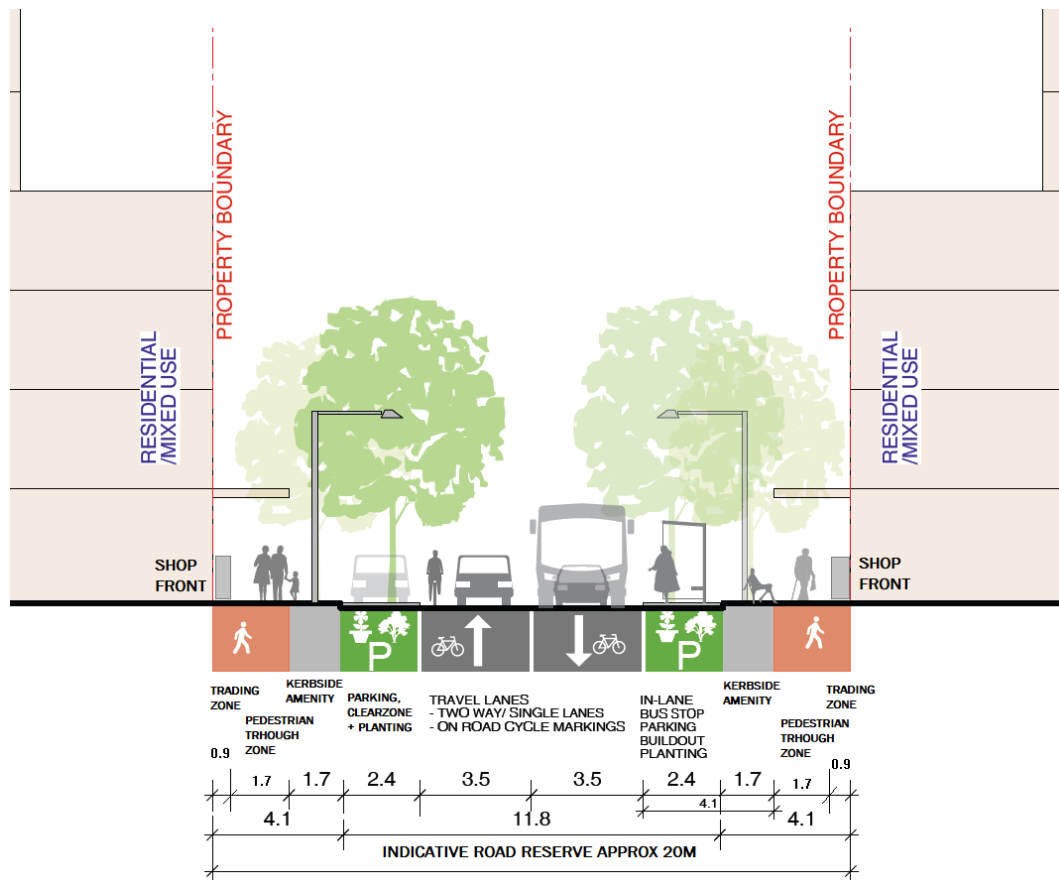 PROPERTY BOUNDARY
PROPERTY BOUNDARY
RESIDENTIAL
/MIXED USE
RESIDENTIAL
/MIXED USE
SHOP
FRONT
SHOP
FRONT
P
P
TRADING
ZONE
KERBSIDE
AMENITY
PEDESTRIAN
TRHOUGH
ZONE
PARKING,
CLEARZONE
+ PLANTING
TRAVEL LANES
- TWO WAY/ SINGLE LANES
- ON ROAD CYCLE MARKINGS
IN-LANE
BUS STOP
PARKING
BUILDOUT
PLANTING
KERBSIDE
AMENITY
TRADING
ZONE
PEDESTRIAN
TRHOUGH
ZONE
0.9 1.7 1.7 2.4 3.5 3.5 2.4 1.7 1.7 0.9
4.1
4.1 11.8 4.1
INDICATIVE ROAD RESERVE APPROX 20M